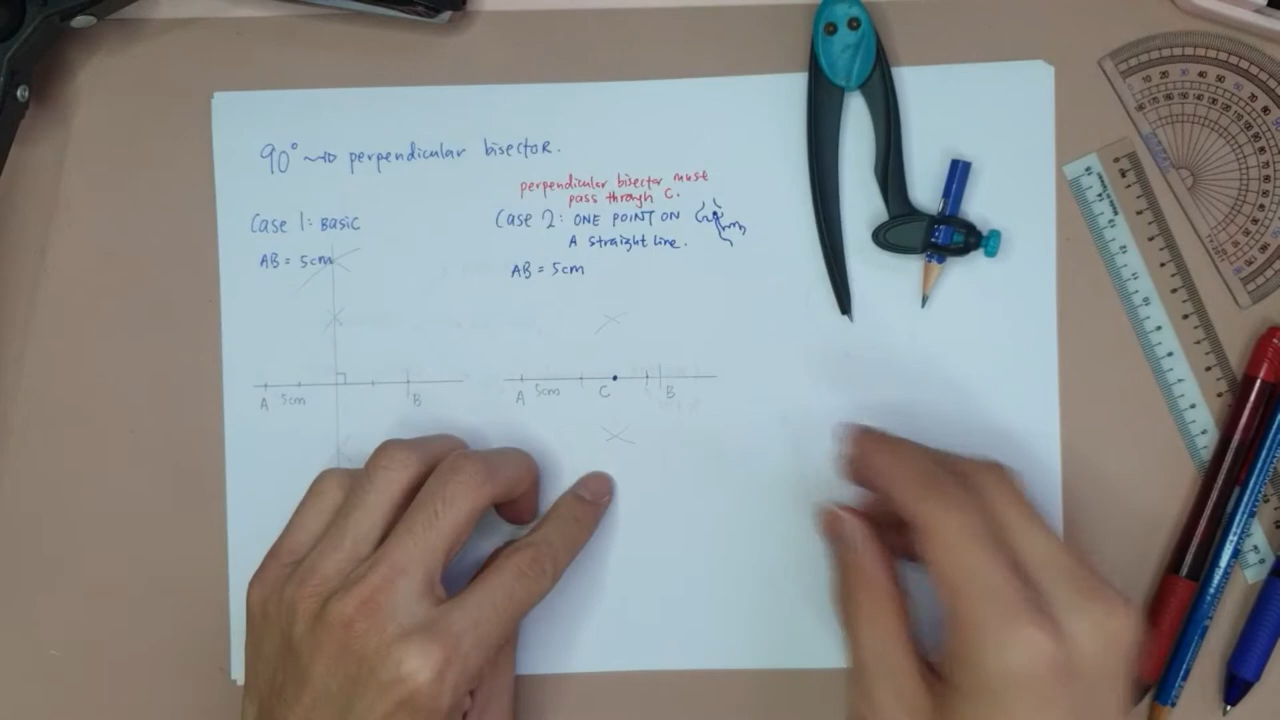 90° → perpendicular bisector.
perpendicular bisector must
pass through C.
Case 1: BASIC
Case 2: ONE POINT ON
A straight line.
AB = 5cm
AB = 5cm
A 5cm B
A 5cm C B